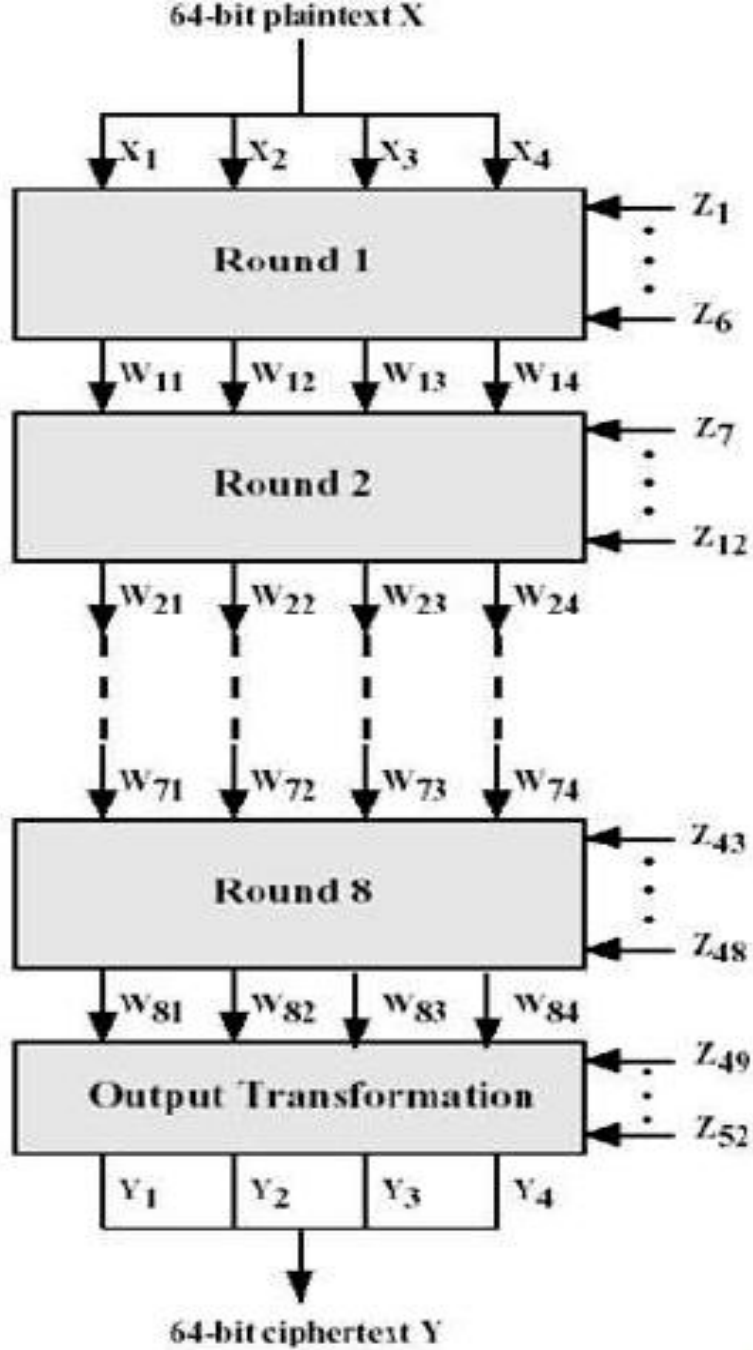 64-bit plaintext X
X1 X2 X3 X4
Z1
Round 1
Z6
W11 W12 W13 W14
Z7
Round 2
Z12
W21 W22 W23 W24
W71 W72 W73 W74
Z43
Round 8
Z48
W81 W82 W83 W84
Z49
Output Transformation
Z52
Y1 Y2 Y3 Y4
64-bit ciphertext Y